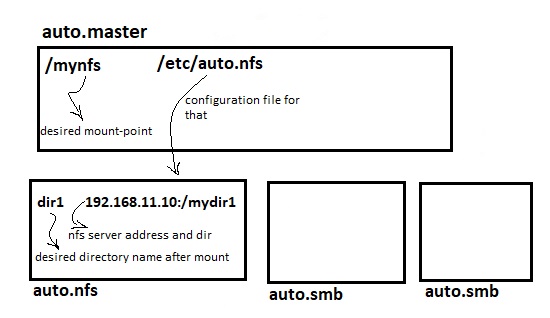 auto.master
/mynfs /etc/auto.nfs
configuration file for
that
desired mount-point
dir1 192.168.11.10:/mydir1
nfs server address and dir
desired directory name after mount
auto.nfs
auto.smb
auto.smb